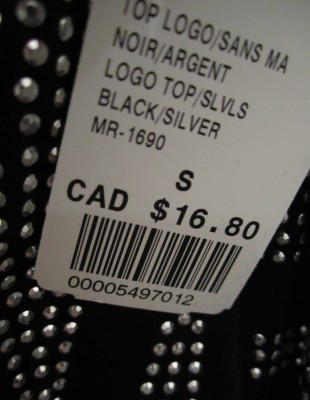 TOP LOGO/SANS MA
NOIR/ARGENT
LOGO TOP/SLVLS
BLACK/SILVER
MR-1690
S
CAD $16.80
00005497012